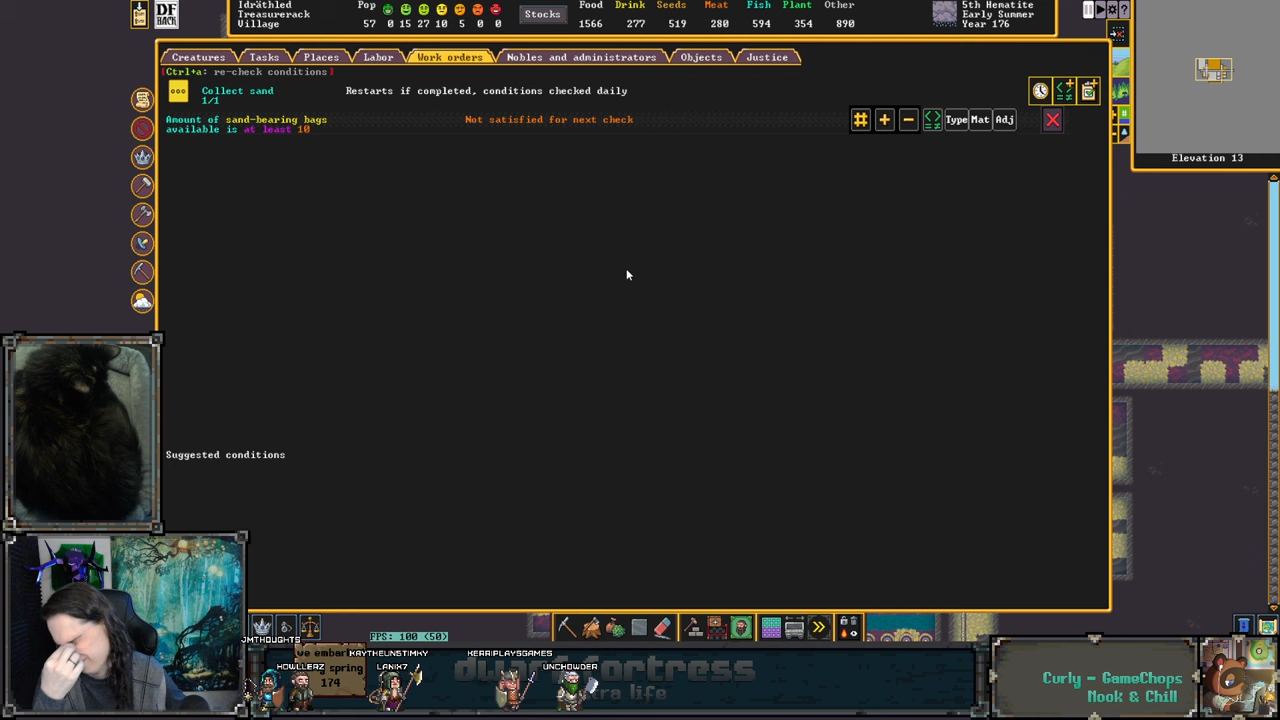 DF
HACK
Idrathled
Treasurerack
Village
Pop
57 0 15 27 10 5 0 0
Stocks
Food Drink Seeds Meat Fish Plant Other
1566 277 519 280 594 354 890
5th Hematite
Early Summer
Year 176
Creatures Tasks Places Labor Work orders Nobles and administrators Objects Justice
[Ctrl+a: re-check conditions]
Collect sand
1/1
Restarts if completed, conditions checked daily
Amount of sand-bearing bags
available is at least 10
Not satisfied for next check
Type Mat Adj
Elevation 13
Suggested conditions
FPS: 100 (50)
JMTHOUGHTS
KAYTHEUNSTIMKY
KERRIPLAYSGAMES
HOWLLERZ
LANIK7
UNCHOWDER
spring
174
Curly - GameChops
Nook & Chill